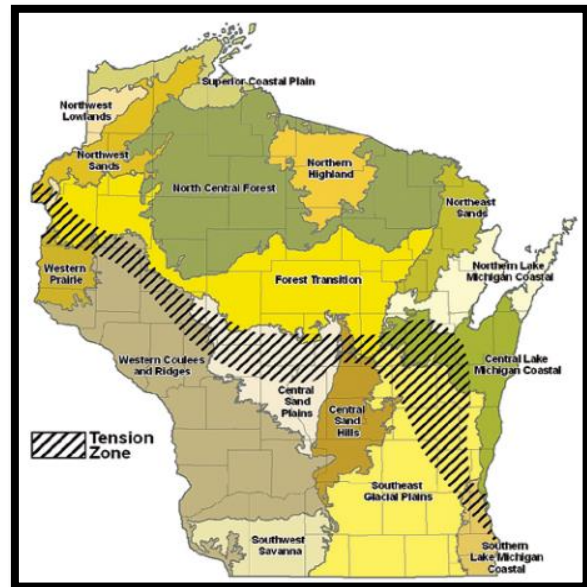 Superior Coastal Plain
Northwest
Lowlands
Northwest
Sands
North Central Forest
Northern
Highland
Northeast
Sands
Western
Prairie
Forest Transition
Northern Lake
Michigan Coastal
Western Coulees
and Ridges
Central
Sand
Plains
Central
Sand
Hills
Central Lake
Michigan Coastal
Tension
Zone
Southeast
Glacial Plains
Southwest
Savanna
Southern
Lake Michigan
Coastal